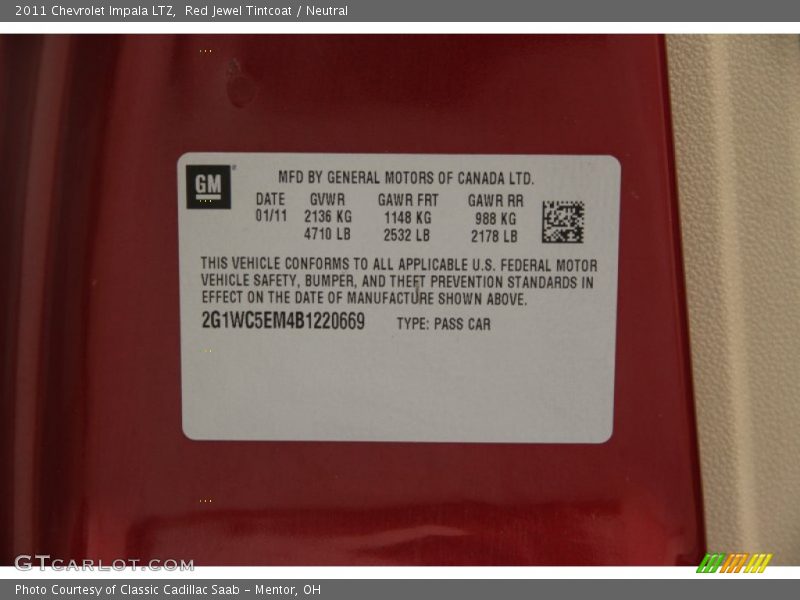 2011 Chevrolet Impala LTZ, Red Jewel Tintcoat / Neutral
GM
MFD BY GENERAL MOTORS OF CANADA LTD.
DATE GVWR GAWR FRT GAWR RR
01/11 2136 KG 1148 KG 988 KG
4710 LB 2532 LB 2178 LB
THIS VEHICLE CONFORMS TO ALL APPLICABLE U.S. FEDERAL MOTOR
VEHICLE SAFETY, BUMPER, AND THEFT PREVENTION STANDARDS IN
EFFECT ON THE DATE OF MANUFACTURE SHOWN ABOVE.
2G1WC5EM4B1220669 TYPE: PASS CAR
GTCARLOT.COM
Photo Courtesy of Classic Cadillac Saab - Mentor, OH